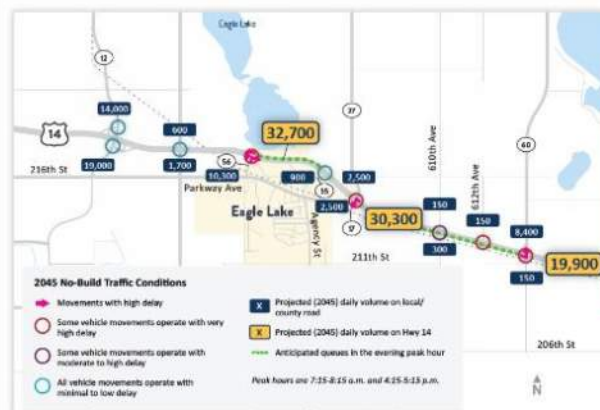 Eagle Lake
12
14,000
32,700
37
60
610th Ave
612th Ave
14
600
19,000
1,700
216th St
56
10,300
900
2,500
Parkway Ave
Eagle Lake
2,500
Agency St
17
30,300
150
150
8,400
300
211th St
150
19,900
206th St
2045 No-Build Traffic Conditions
Movements with high delay
Some vehicle movements operate with very
high delay
Some vehicle movements operate with
moderate to high delay
All vehicle movements operate with
minimal to low delay
X Projected (2045) daily volume on local/
county road
X Projected (2045) daily volume on Hwy 14
Anticipated queues in the evening peak hour
Peak hours are 7:15-8:15 a.m. and 4:15-5:15 p.m.
N